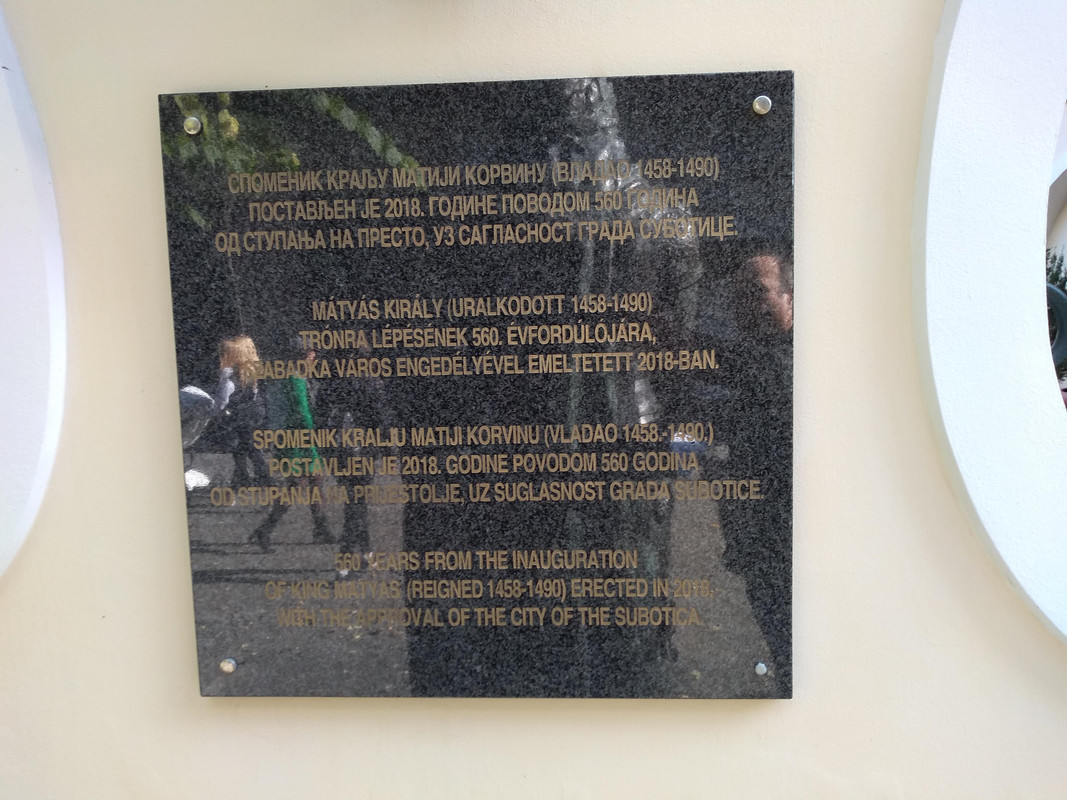 СПОМЕНИК КРАЉУ МАТИЈИ КОРВИНУ (ВЛАДАО 1458-1490)
ПОСТАВЉЕН ЈЕ 2018. ГОДИНЕ ПОВОДОМ 560 ГОДИНА
ОД СТУПАЊА НА ПРЕСТО, УЗ САГЛАСНОСТ ГРАДА СУБОТИЦЕ.
MÁTYÁS KIRÁLY (URALKODOTT 1458-1490)
TRÓNRA LÉPÉSÉNEK 560. ÉVFORDÚLÓJÁRA,
SZABADKA VÁROS ENGEDÉLYÉVEL EMELTETETT 2018-BAN.
SPOMENIK KRALJU MATIJI KORVINU (VLADAO 1458.-1490.)
POSTAVLJEN JE 2018. GODINE POVODOM 560 GODINA
OD STUPANJA NA PRIJESTOLJE, UZ SUGLASNOST GRADA SUBOTICE.
560 YEARS FROM THE INAUGURATION
OF KING MÁTYÁS (REIGNED 1458-1490) ERECTED IN 2018,
WITH THE APPROVAL OF THE CITY OF THE SUBOTICA.